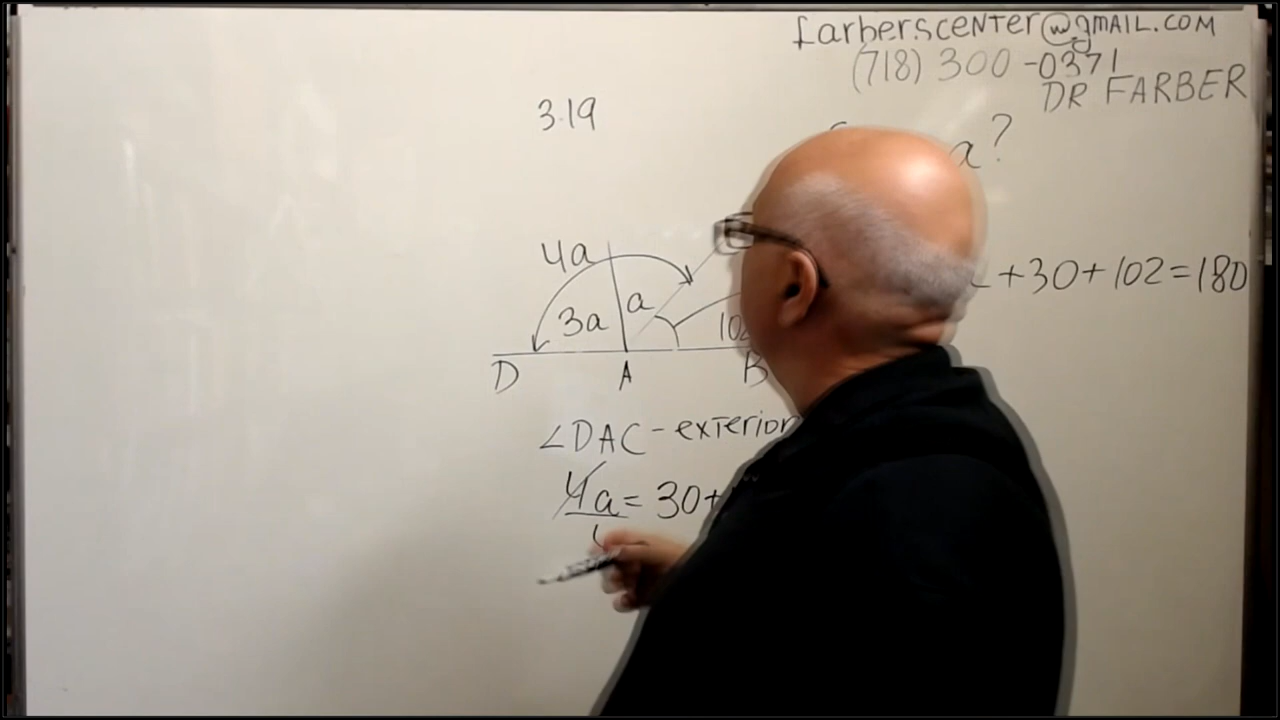 farberscenter@gmail.com
(718) 300-0371
DR FARBER
3.19
a?
4a
+30+102=180
3a
a
10
D
A
B
∠DAC-exterior
4a=30+